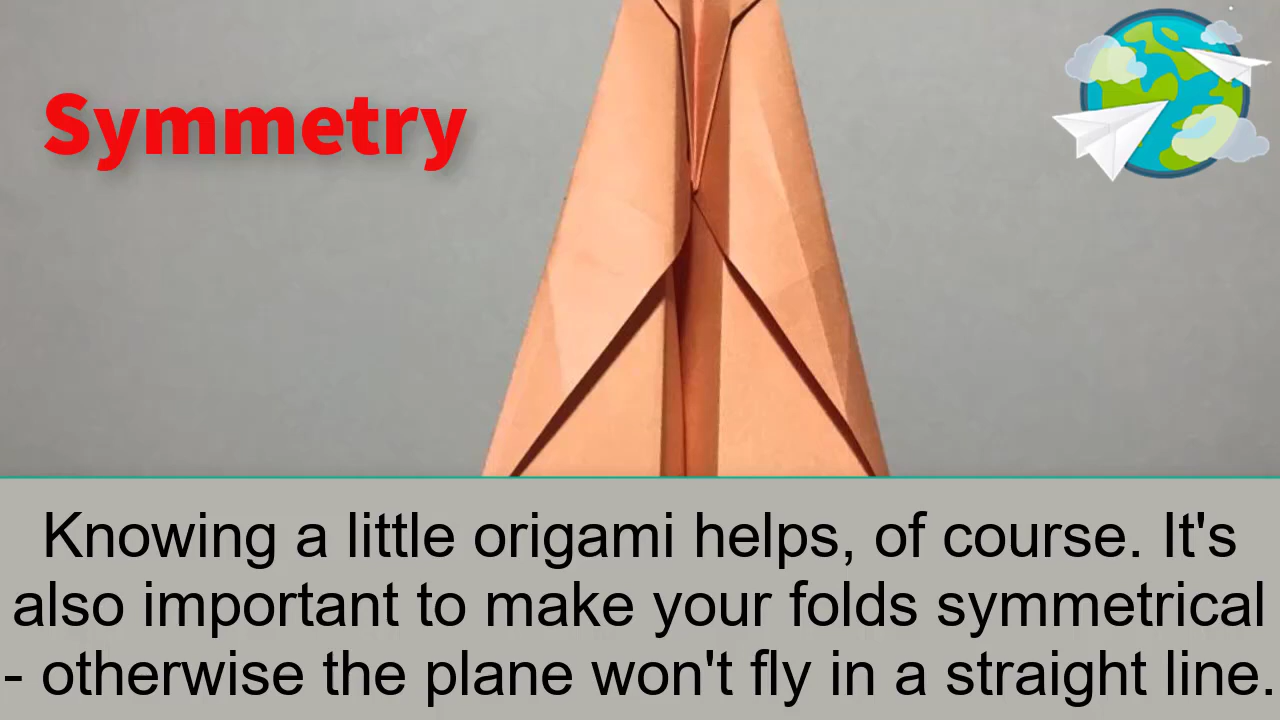 Symmetry
Knowing a little origami helps, of course. It's
also important to make your folds symmetrical
- otherwise the plane won't fly in a straight line.